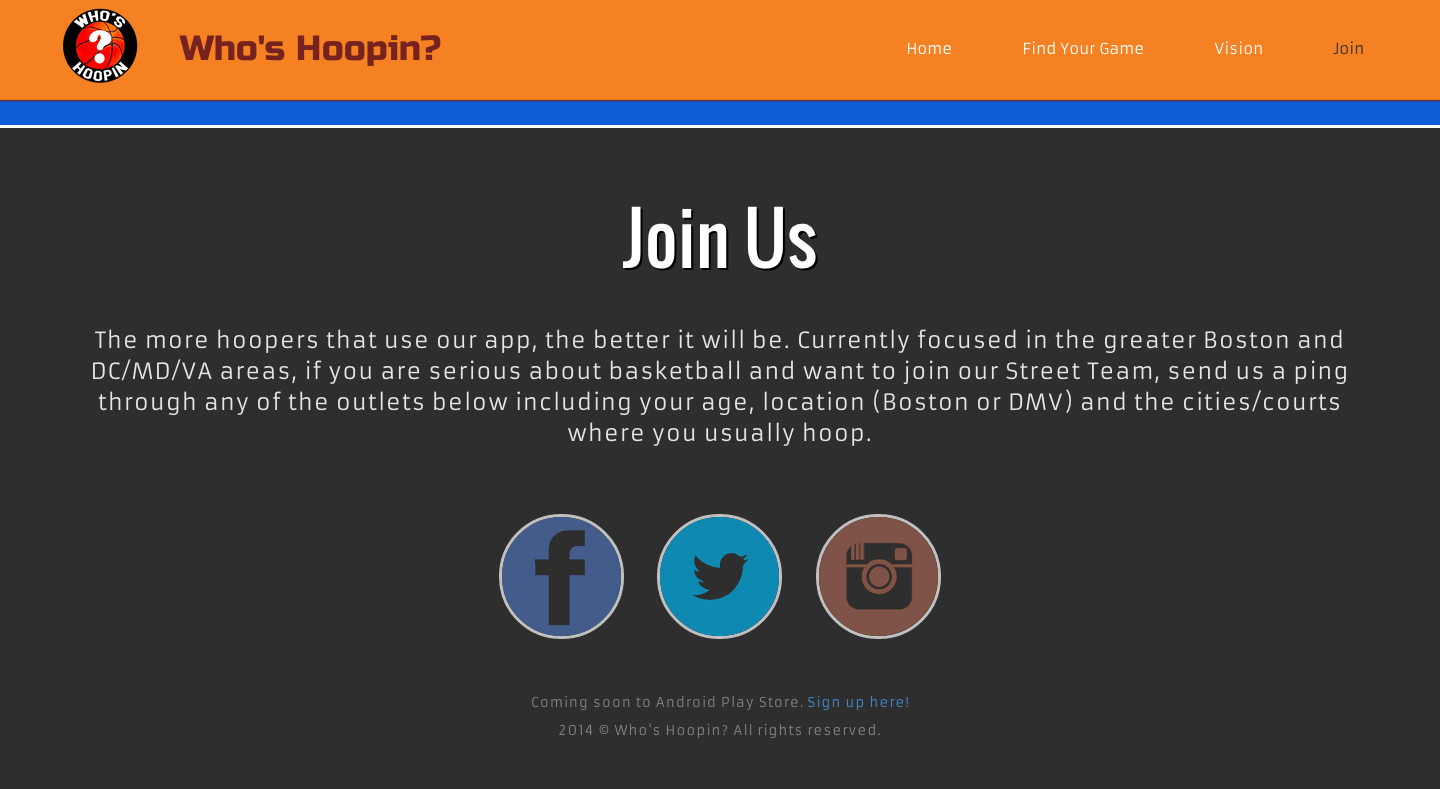 WHO'S
?
HOOPIN
Who's Hoopin?
Home
Find Your Game
Vision
Join
Join Us
The more hoopers that use our app, the better it will be. Currently focused in the greater Boston and
DC/MD/VA areas, if you are serious about basketball and want to join our Street Team, send us a ping
through any of the outlets below including your age, location (Boston or DMV) and the cities/courts
where you usually hoop.
f
Coming soon to Android Play Store. Sign up here!
2014 © Who's Hoopin? All rights reserved.